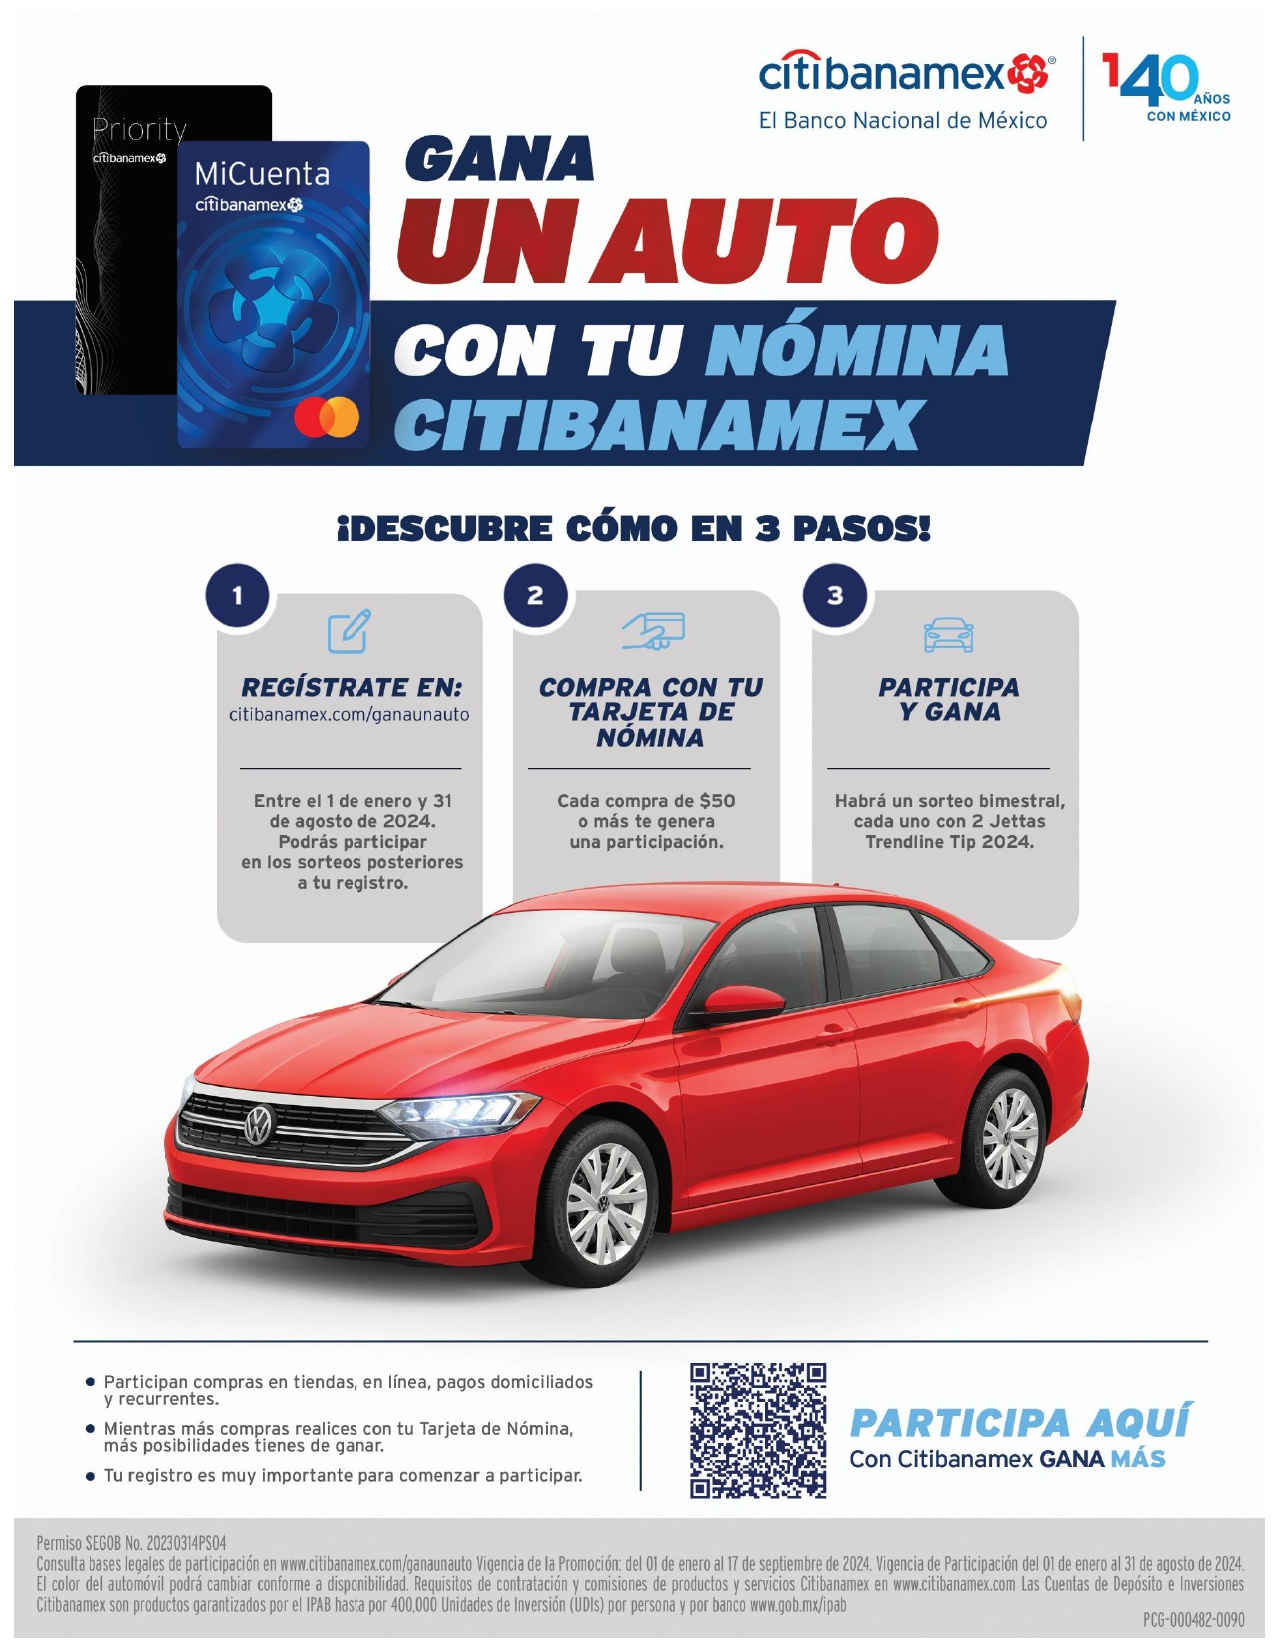 citibanamex®
El Banco Nacional de México
140
AÑOS
CON MÉXICO
Priority
citibanamex
MiCuenta
citibanamex
GANA
UN AUTO
CON TU NÓMINA
CITIBANAMEX
¡DESCUBRE CÓMO EN 3 PASOS!
1
REGÍSTRATE EN:
citibanamex.com/ganaunauto
Entre el 1 de enero y 31
de agosto de 2024.
Podrás participar
en los sorteos posteriores
a tu registro.
2
COMPRA CON TU
TARJETA DE
NÓMINA
Cada compra de $50
o más te genera
una participación.
3
PARTICIPA
Y GANA
Habrá un sorteo bimestral,
cada uno con 2 Jettas
Trendline Tip 2024.
• Participan compras en tiendas, en línea, pagos domiciliados
y recurrentes.
• Mientras más compras realices con tu Tarjeta de Nómina,
más posibilidades tienes de ganar.
• Tu registro es muy importante para comenzar a participar.
PARTICIPA AQUÍ
Con Citibanamex GANA MÁS
Permiso SEGOB No. 20230314PS04
Consulta bases legales de participación en www.citibanamex.com/ganaunauto Vigencia de la Promoción: del 01 de enero al 17 de septiembre de 2024. Vigencia de Participación del 01 de enero al 31 de agosto de 2024.
El color del automóvil podrá cambiar conforme a disponibilidad. Requisitos de contratación y comisiones de productos y servicios Citibanamex en www.citibanamex.com Las Cuentas de Depósito e Inversiones
Citibanamex son productos garantizados por el IPAB hasta por 400,000 Unidades de Inversión (UDIs) por persona y por banco www.gob.mx/ipab
PCG-000482-0090